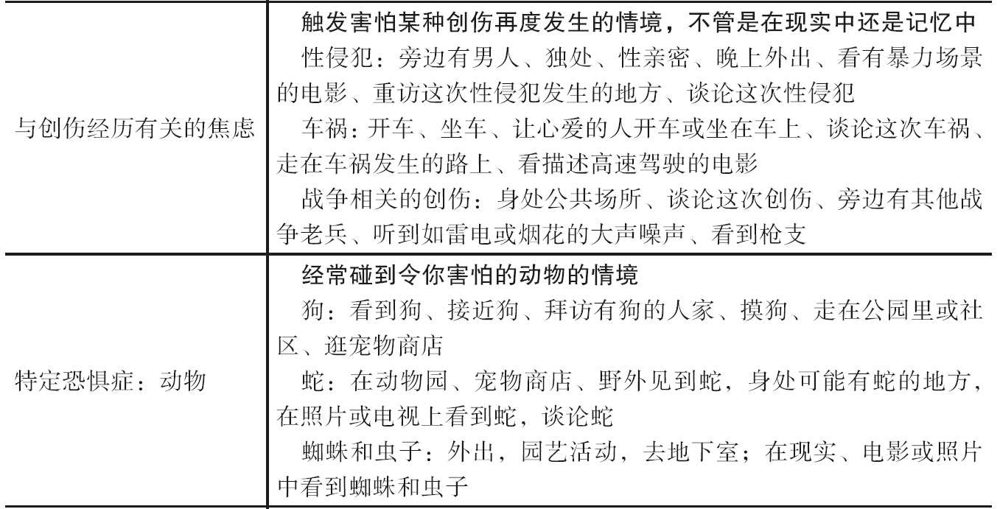 触发害怕某种创伤再度发生的情境，不管是在现实中还是记忆中
性侵犯：旁边有男人、独处、性亲密、晚上外出、看有暴力场景
的电影、重访这次性侵犯发生的地方、谈论这次性侵犯
与创伤经历有关的焦虑
车祸：开车、坐车、让心爱的人开车或坐在车上、谈论这次车祸、
走在车祸发生的路上、看描述高速驾驶的电影
战争相关的创伤：身处公共场所、谈论这次创伤、旁边有其他战
争老兵、听到如雷电或烟花的大声噪声、看到枪支
经常碰到令你害怕的动物的情境
狗：看到狗、接近狗、拜访有狗的人家、摸狗、走在公园里或社
区、逛宠物商店
特定恐惧症：动物
蛇：在动物园、宠物商店、野外见到蛇，身处可能有蛇的地方，
在照片或电视上看到蛇，谈论蛇
蜘蛛和虫子：外出，园艺活动，去地下室；在现实、电影或照片
中看到蜘蛛和虫子